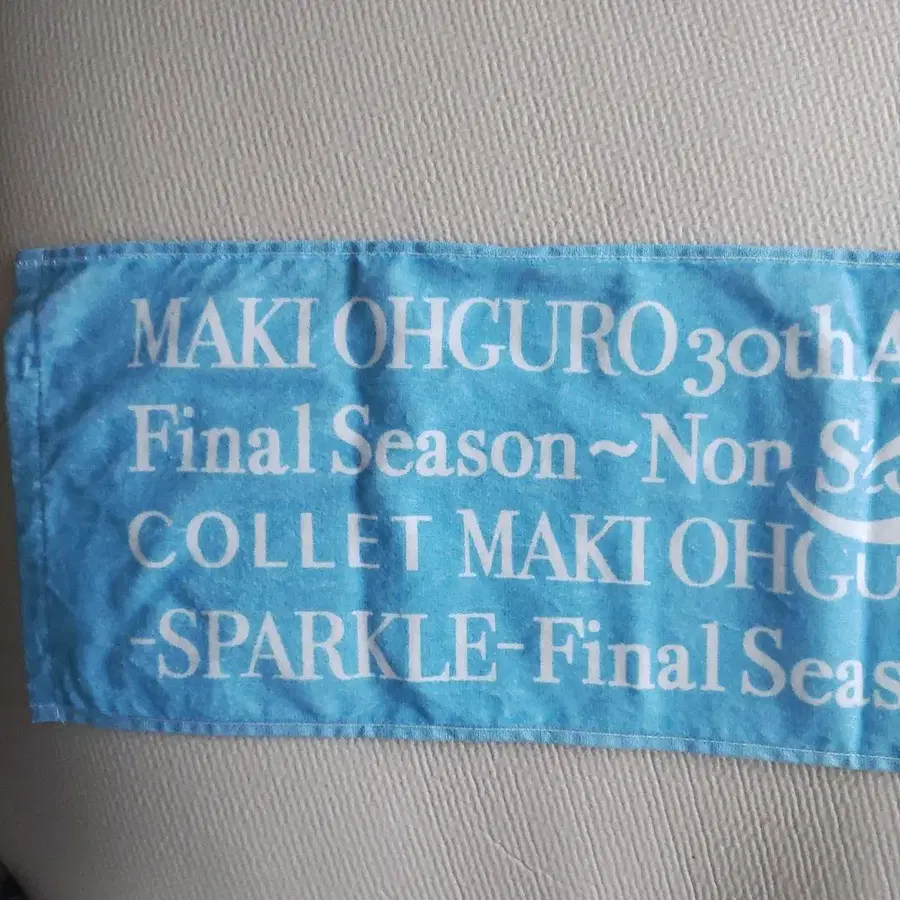 MAKI OHGURO 30th A
Final Season ~ Non S
COLLET MAKI OHGU
-SPARKLE- Final Seas